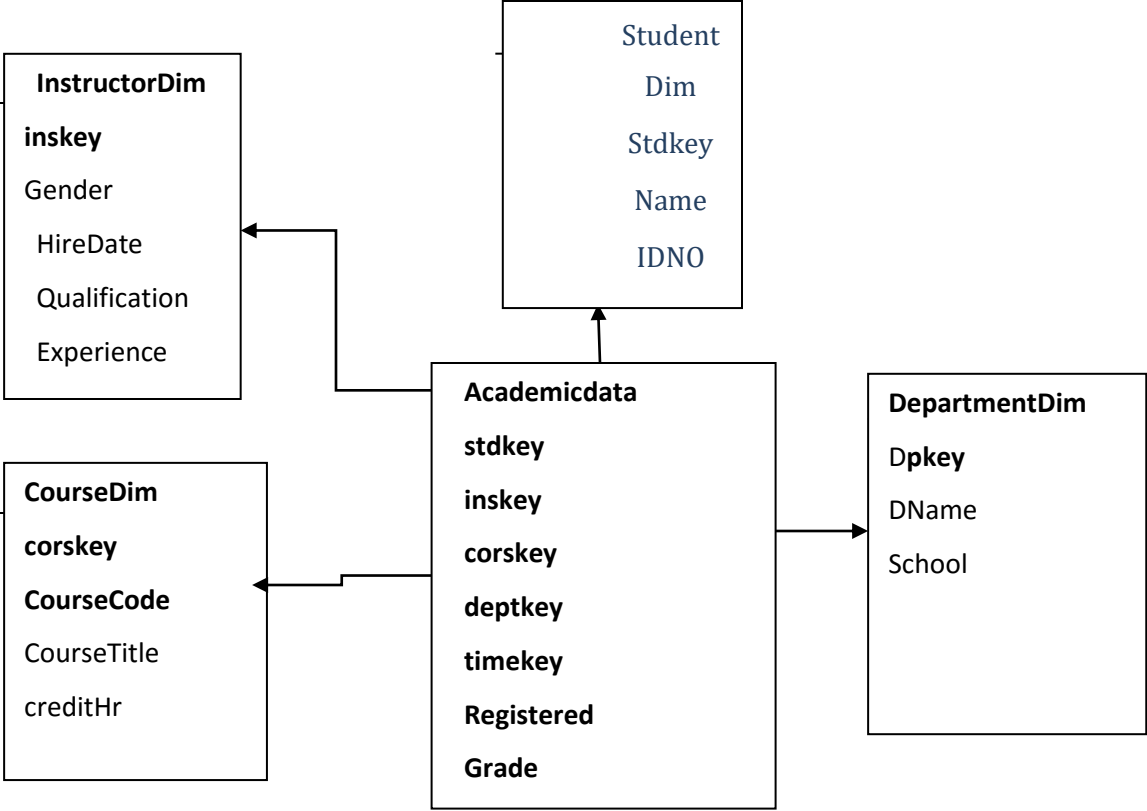 Student
Dim
Stdkey
Name
IDNO
InstructorDim
inskey
Gender
HireDate
Qualification
Experience
Academicdata
stdkey
inskey
corskey
deptkey
timekey
Registered
Grade
DepartmentDim
Dpkey
DName
School
CourseDim
corskey
CourseCode
CourseTitle
creditHr